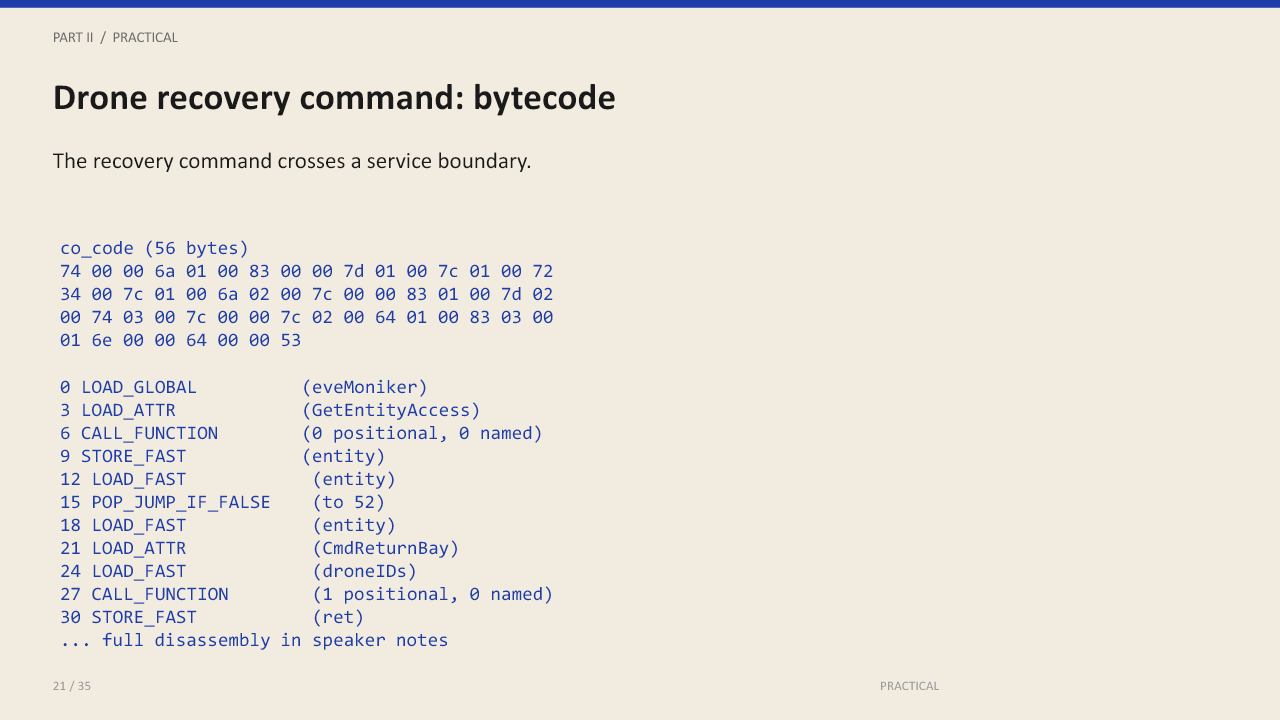 PART II / PRACTICAL
Drone recovery command: bytecode
The recovery command crosses a service boundary.
co_code (56 bytes)
74 00 00 6a 01 00 83 00 00 7d 01 00 7c 01 00 72
34 00 7c 01 00 6a 02 00 7c 00 00 83 01 00 7d 02
00 74 03 00 7c 00 00 7c 02 00 64 01 00 83 03 00
01 6e 00 00 64 00 00 53
0 LOAD_GLOBAL (eveMoniker)
3 LOAD_ATTR (GetEntityAccess)
6 CALL_FUNCTION (0 positional, 0 named)
9 STORE_FAST (entity)
12 LOAD_FAST (entity)
15 POP_JUMP_IF_FALSE (to 52)
18 LOAD_FAST (entity)
21 LOAD_ATTR (CmdReturnBay)
24 LOAD_FAST (droneIDs)
27 CALL_FUNCTION (1 positional, 0 named)
30 STORE_FAST (ret)
... full disassembly in speaker notes
21 / 35
PRACTICAL